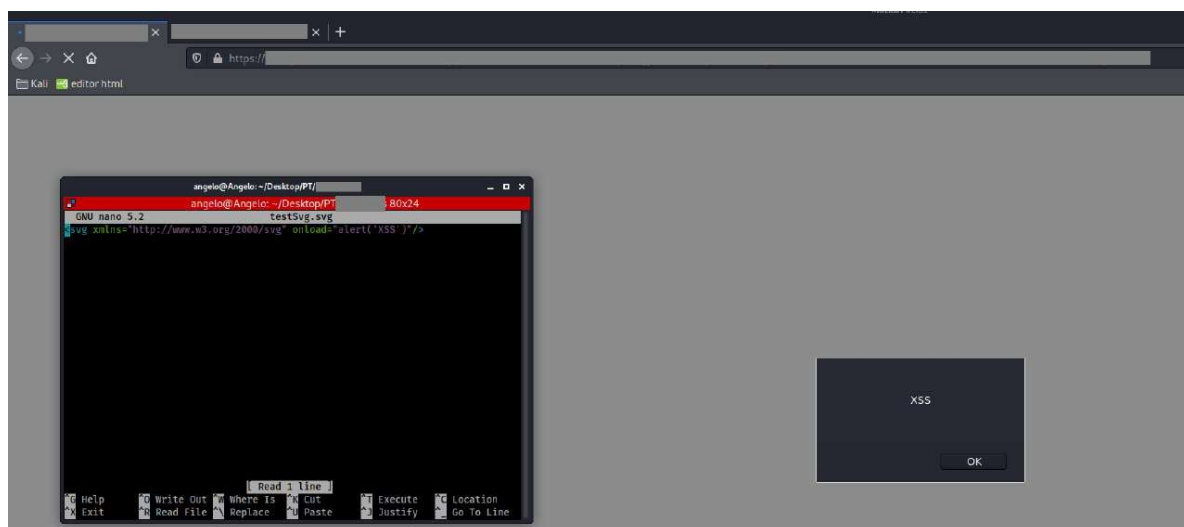 https://
Kali editor html
angelo@Angelo: ~/Desktop/PT/
angelo@Angelo: ~/Desktop/PT 80x24
GNU nano 5.2 testSvg.svg
<svg xmlns="http://www.w3.org/2000/svg" onload="alert('XSS')"/>
[ Read 1 line ]
^G Help ^O Write Out ^W Where Is ^K Cut ^T Execute ^C Location
^X Exit ^R Read File ^\ Replace ^U Paste ^J Justify ^_ Go To Line
XSS
OK